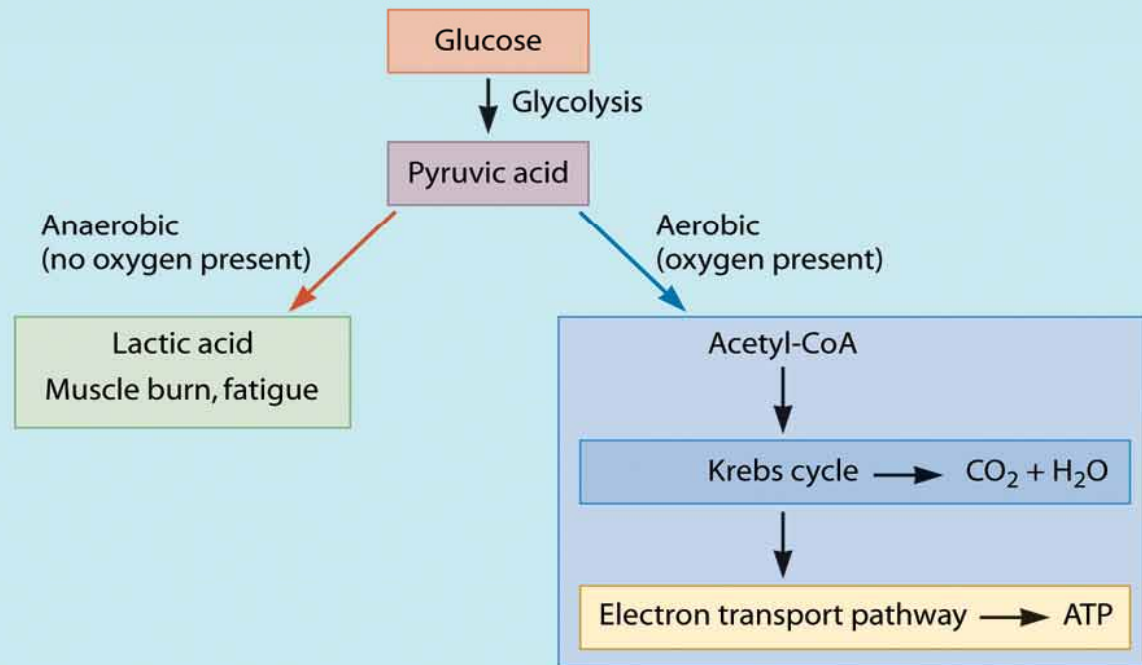 Glucose
Glycolysis
Pyruvic acid
Anaerobic
(no oxygen present)
Aerobic
(oxygen present)
Lactic acid
Muscle burn, fatigue
Acetyl-CoA
Krebs cycle → CO₂ + H₂O
Electron transport pathway → ATP